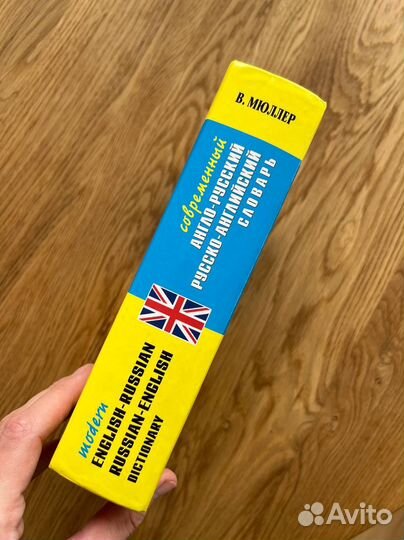 В. МЮЛЛЕР
современный
АНГЛО-РУССКИЙ
РУССКО-АНГЛИЙСКИЙ
СЛОВАРЬ
modern
ENGLISH-RUSSIAN
RUSSIAN-ENGLISH
DICTIONARY
Avito